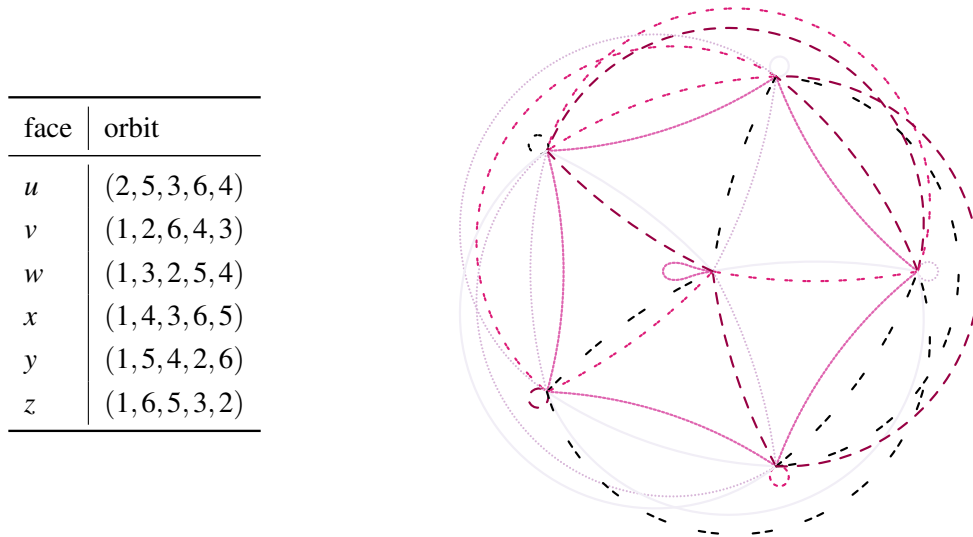 face orbit
u (2,5,3,6,4)
v (1,2,6,4,3)
w (1,3,2,5,4)
x (1,4,3,6,5)
y (1,5,4,2,6)
z (1,6,5,3,2)